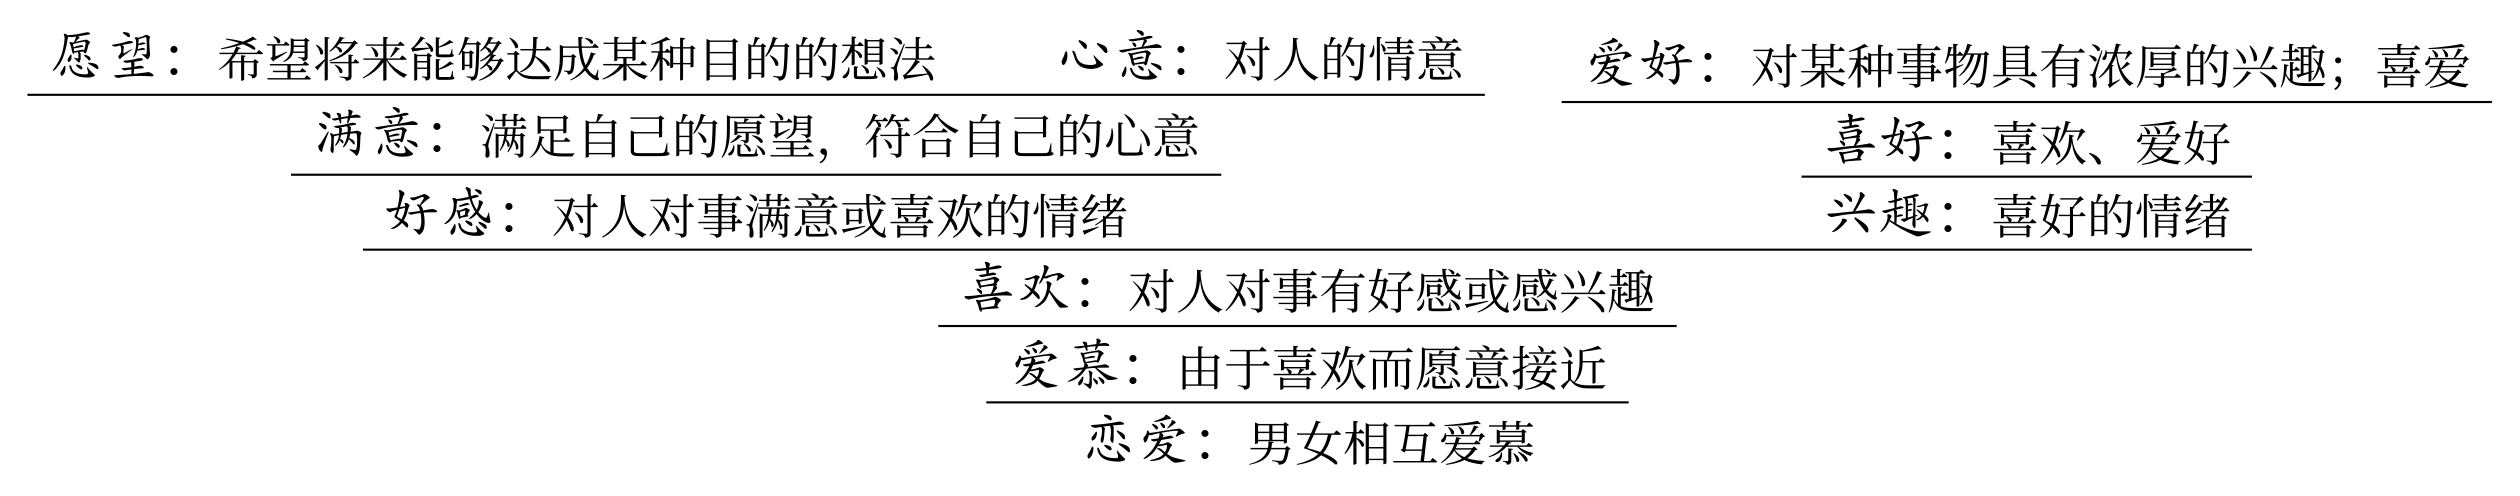 愿望：希望将来能够达成某种目的的想法
心意：对人的情意
爱好：对某种事物具有浓厚的兴趣；喜爱
满意：满足自己的愿望，符合自己心意
喜好：喜欢、爱好
好感：对人对事满意或喜欢的情绪
兴趣：喜好的情绪
喜欢：对人对事有好感或感兴趣
爱慕：由于喜欢而愿意接近
恋爱：男女相互爱慕